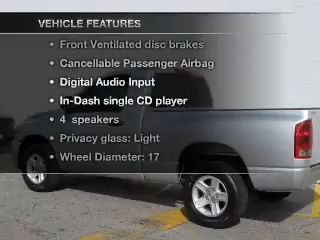 VEHICLE FEATURES
• Front Ventilated disc brakes
• Cancellable Passenger Airbag
• Digital Audio Input
• In-Dash single CD player
• 4 speakers
• Privacy glass: Light
• Wheel Diameter: 17